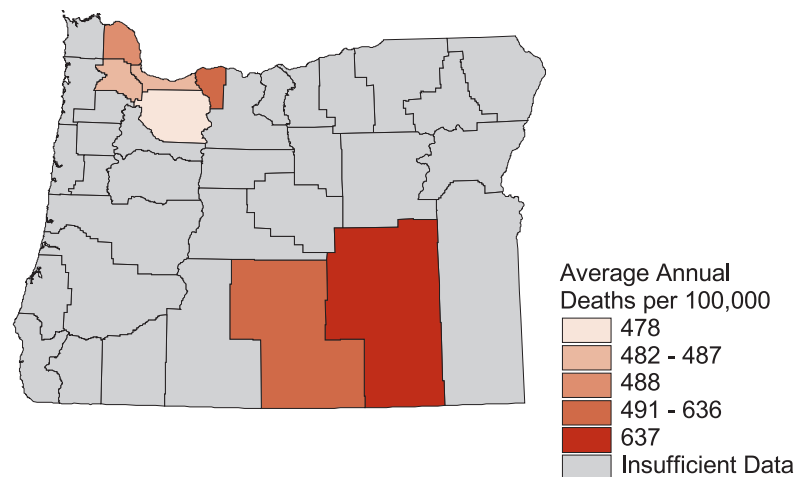 Average Annual
Deaths per 100,000
478
482 - 487
488
491 - 636
637
Insufficient Data